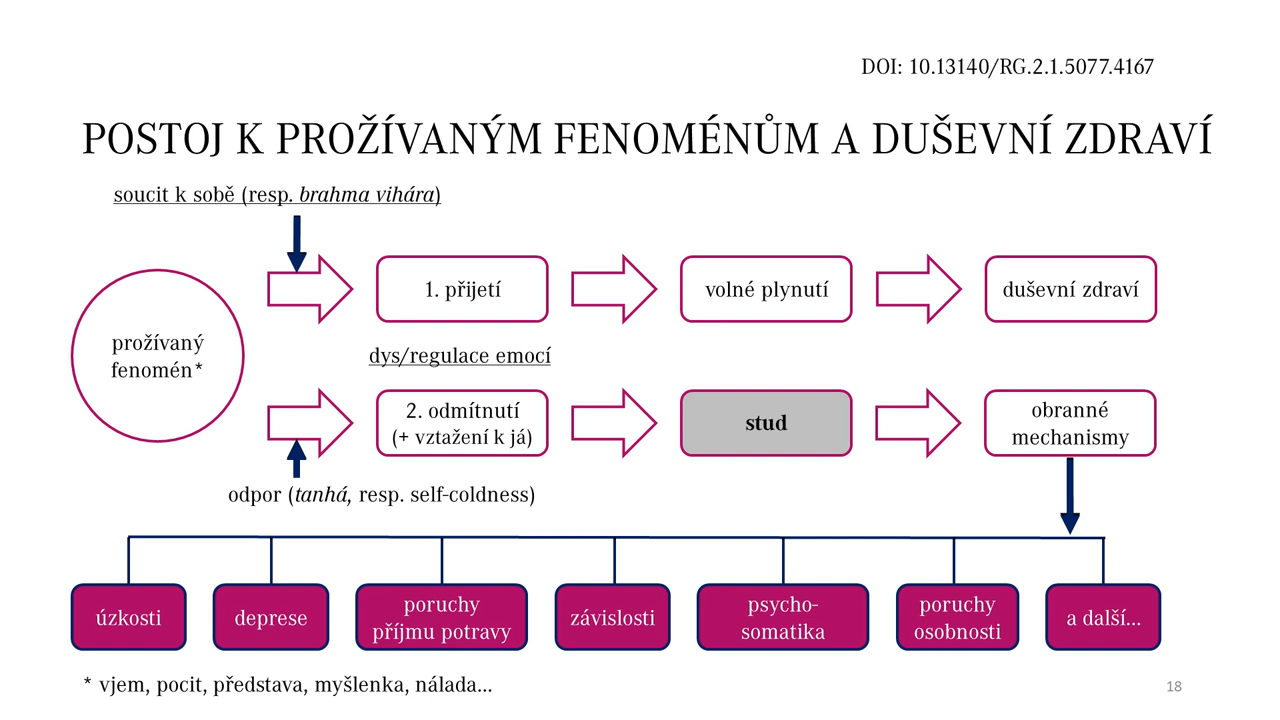 DOI: 10.13140/RG.2.1.5077.4167
POSTOJ K PROŽÍVANÝM FENOMÉNŮM A DUŠEVNÍ ZDRAVÍ
soucit k sobě (resp. brahma vihára)
prožívaný
fenomén*
1. přijetí
volné plynutí
duševní zdraví
dys/regulace emocí
2. odmítnutí
(+ vztažení k já)
stud
obranné
mechanismy
odpor (tanhá, resp. self-coldness)
úzkosti
deprese
poruchy
příjmu potravy
závislosti
psycho-
somatika
poruchy
osobnosti
a další...
* vjem, pocit, představa, myšlenka, nálada...
18